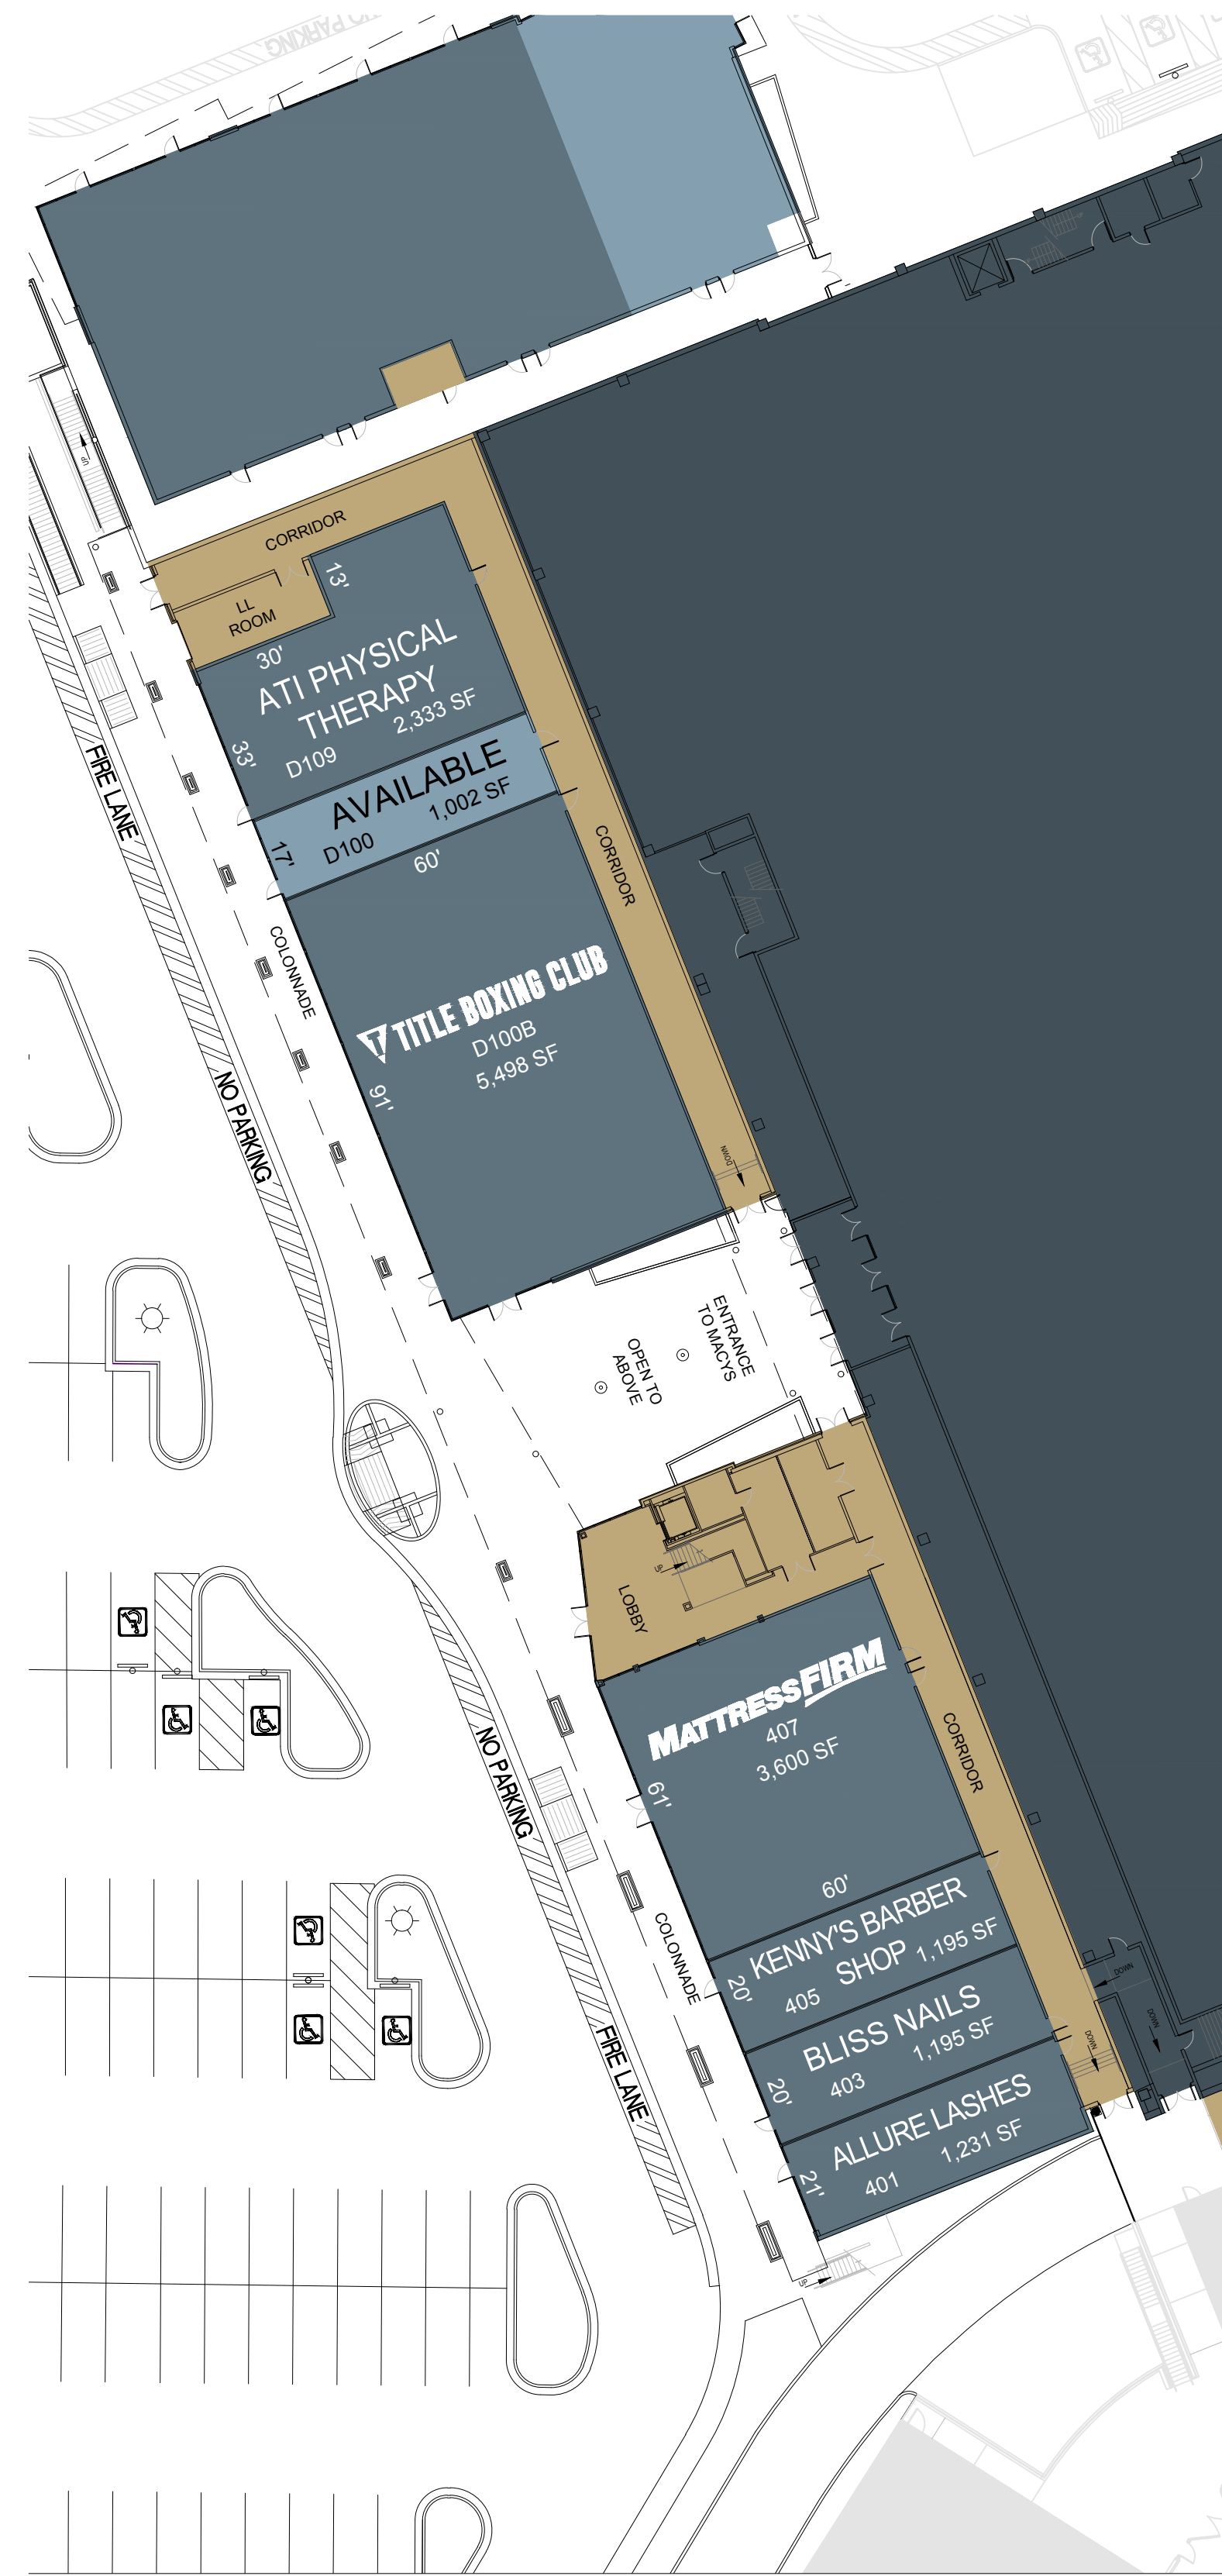 NO PARKING
UP
CORRIDOR
LL
ROOM
13'
30'
ATI PHYSICAL
THERAPY
33'
D109
2,333 SF
FIRE LANE
AVAILABLE
17'
D100
1,002 SF
60'
CORRIDOR
COLONNADE
T TITLE BOXING CLUB
D100B
5,498 SF
91'
NO PARKING
DOWN
ENTRANCE
TO MACYS
OPEN TO
ABOVE
UP
LOBBY
MATTRESSFIRM
407
3,600 SF
61'
CORRIDOR
NO PARKING
60'
KENNY'S BARBER
SHOP 1,195 SF
20'
405
COLONNADE
DOWN
DOWN
DOWN
BLISS NAILS
20'
403
1,195 SF
FIRE LANE
ALLURE LASHES
21'
401
1,231 SF
UP